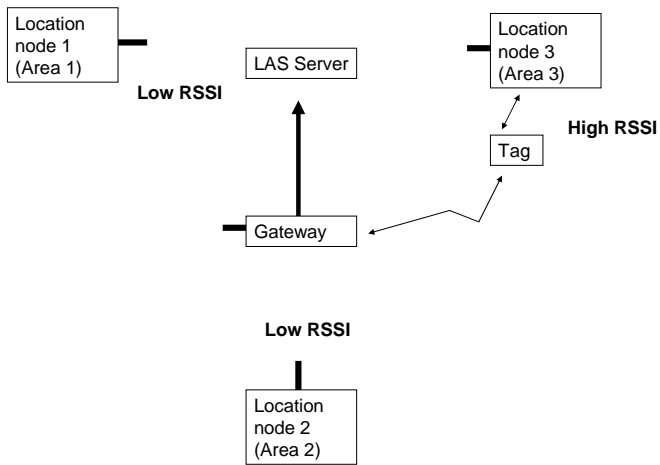 Location
node 1
(Area 1)
Low RSSI
LAS Server
Location
node 3
(Area 3)
High RSSI
Tag
Gateway
Low RSSI
Location
node 2
(Area 2)